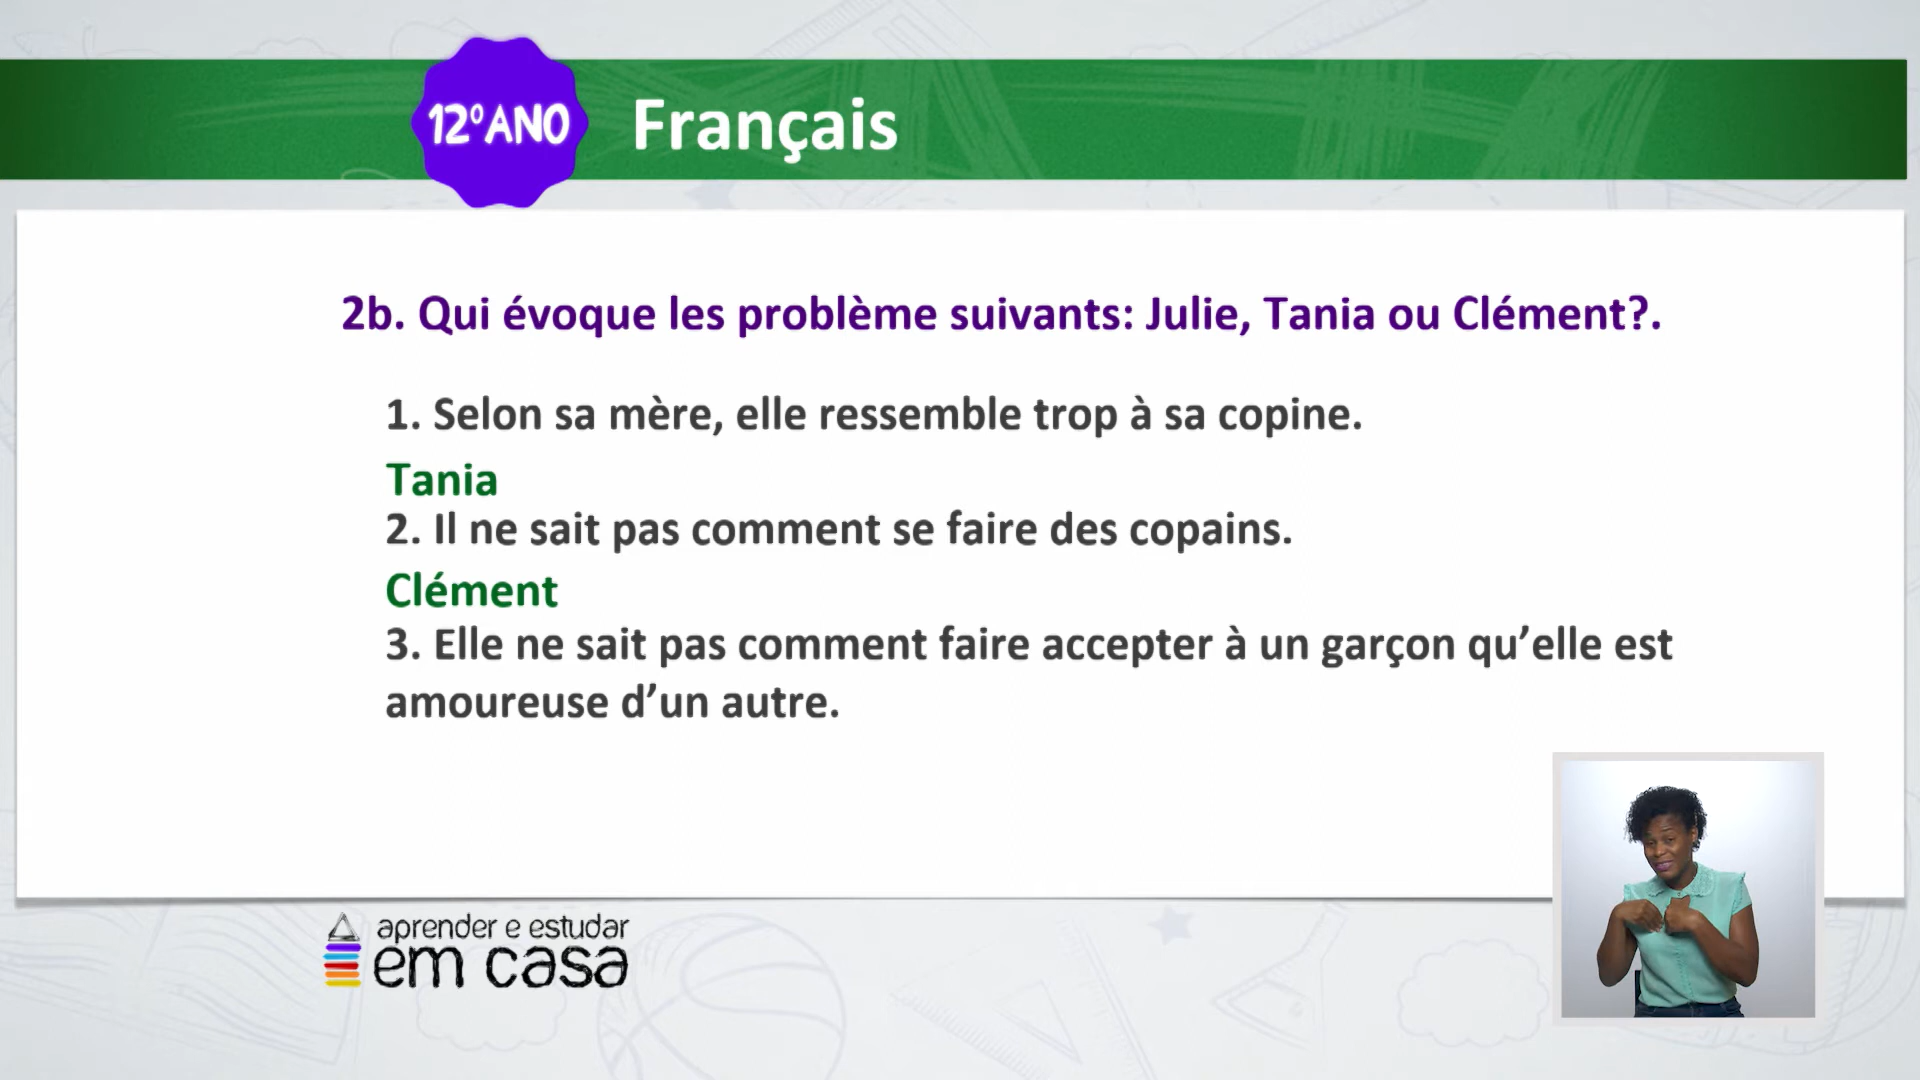 12ºANO
Français
2b. Qui évoque les problème suivants: Julie, Tania ou Clément?.
1. Selon sa mère, elle ressemble trop à sa copine.
Tania
2. Il ne sait pas comment se faire des copains.
Clément
3. Elle ne sait pas comment faire accepter à un garçon qu’elle est
amoureuse d’un autre.
aprender e estudar
em casa